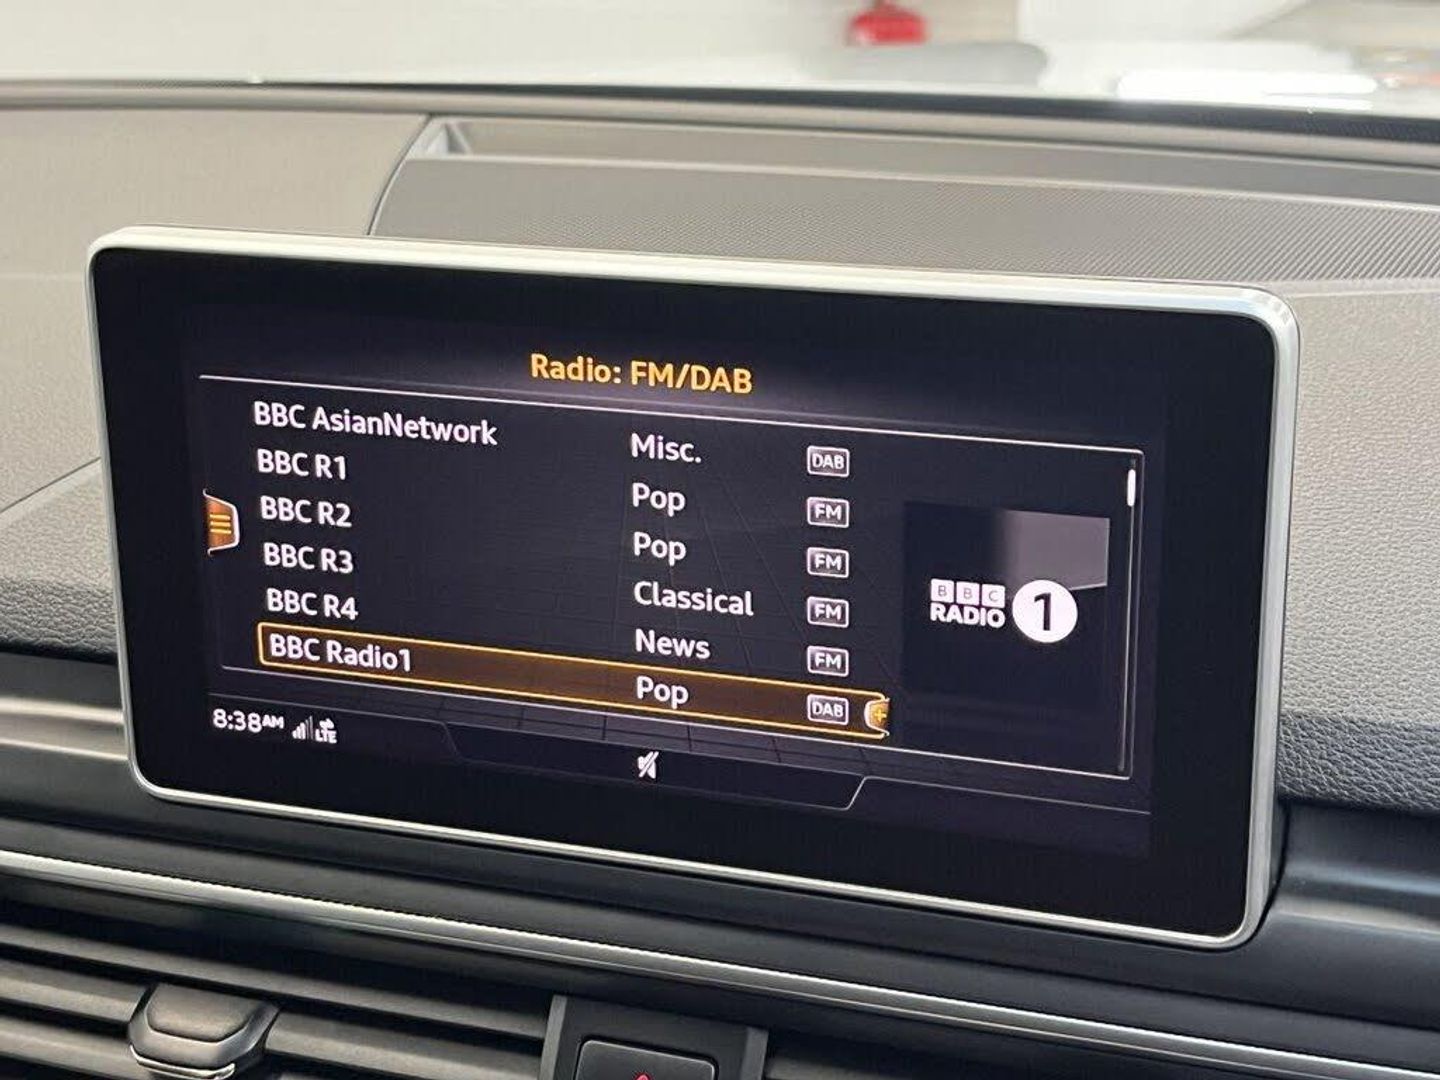 Radio: FM/DAB
BBC AsianNetwork Misc. DAB
BBC R1 Pop FM
BBC R2 Pop FM
BBC R3 Classical FM
BBC R4 News FM
BBC Radio1 Pop DAB +
BBC
RADIO 1
8:38AM LTE